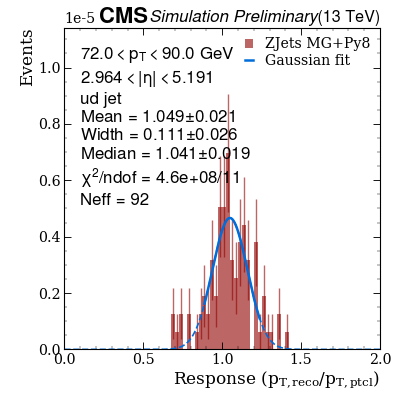 1e-5 CMS Simulation Preliminary (13 TeV)
Events
72.0 < p_T < 90.0 GeV
2.964 < |η| < 5.191
ud jet
Mean = 1.049±0.021
Width = 0.111±0.026
Median = 1.041±0.019
χ²/ndof = 4.6e+08/11
Neff = 92
ZJets MG+Py8
Gaussian fit
1.0
0.8
0.6
0.4
0.2
0.0
0.0 0.5 1.0 1.5 2.0
Response (p_T,reco/p_T,ptcl)